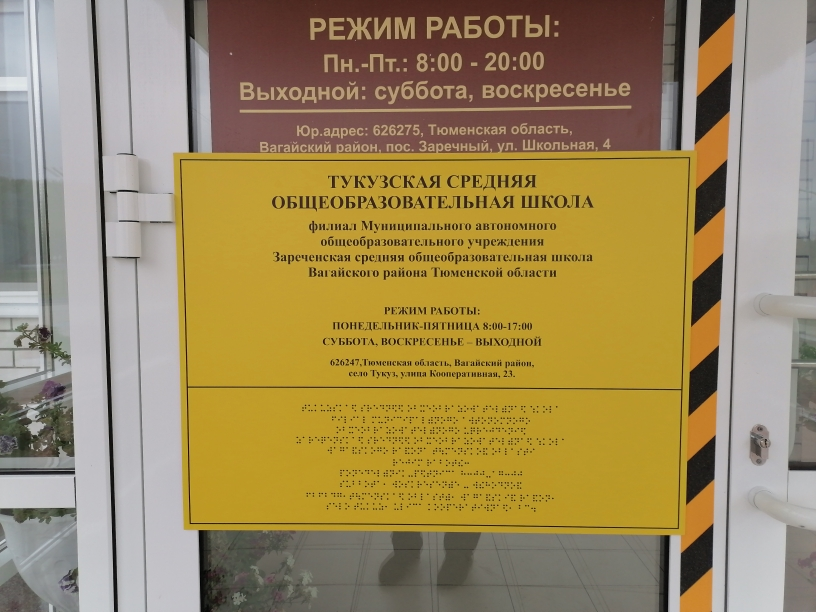 РЕЖИМ РАБОТЫ:
Пн.-Пт.: 8:00 - 20:00
Выходной: суббота, воскресенье
Юр.адрес: 626275, Тюменская область,
Вагайский район, пос. Заречный, ул. Школьная, 4
ТУКУЗСКАЯ СРЕДНЯЯ
ОБЩЕОБРАЗОВАТЕЛЬНАЯ ШКОЛА
филиал Муниципального автономного
общеобразовательного учреждения
Зареченская средняя общеобразовательная школа
Вагайского района Тюменской области
РЕЖИМ РАБОТЫ:
ПОНЕДЕЛЬНИК-ПЯТНИЦА 8:00-17:00
СУББОТА, ВОСКРЕСЕНЬЕ – ВЫХОДНОЙ
626247,Тюменская область, Вагайский район,
село Тукуз, улица Кооперативная, 23.